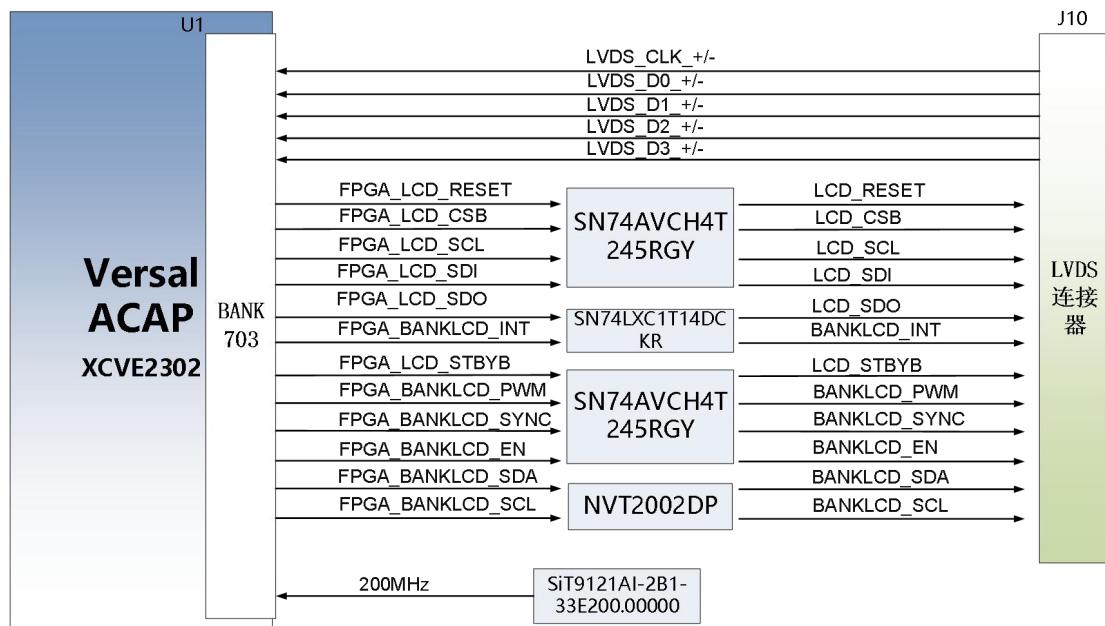 U1
J10
LVDS_CLK_+/-
LVDS_D0_+/-
LVDS_D1_+/-
LVDS_D2_+/-
LVDS_D3_+/-
FPGA_LCD_RESET
FPGA_LCD_CSB
FPGA_LCD_SCL
FPGA_LCD_SDI
FPGA_LCD_SDO
FPGA_BANKLCD_INT
FPGA_LCD_STBYB
FPGA_BANKLCD_PWM
FPGA_BANKLCD_SYNC
FPGA_BANKLCD_EN
FPGA_BANKLCD_SDA
FPGA_BANKLCD_SCL
SN74AVCH4T
245RGY
SN74LXC1T14DC
KR
SN74AVCH4T
245RGY
NVT2002DP
LCD_RESET
LCD_CSB
LCD_SCL
LCD_SDI
LCD_SDO
BANKLCD_INT
LCD_STBYB
BANKLCD_PWM
BANKLCD_SYNC
BANKLCD_EN
BANKLCD_SDA
BANKLCD_SCL
Versal
ACAP
XCVE2302
BANK
703
LVDS
连接
器
200MHz
SiT9121AI-2B1-
33E200.00000